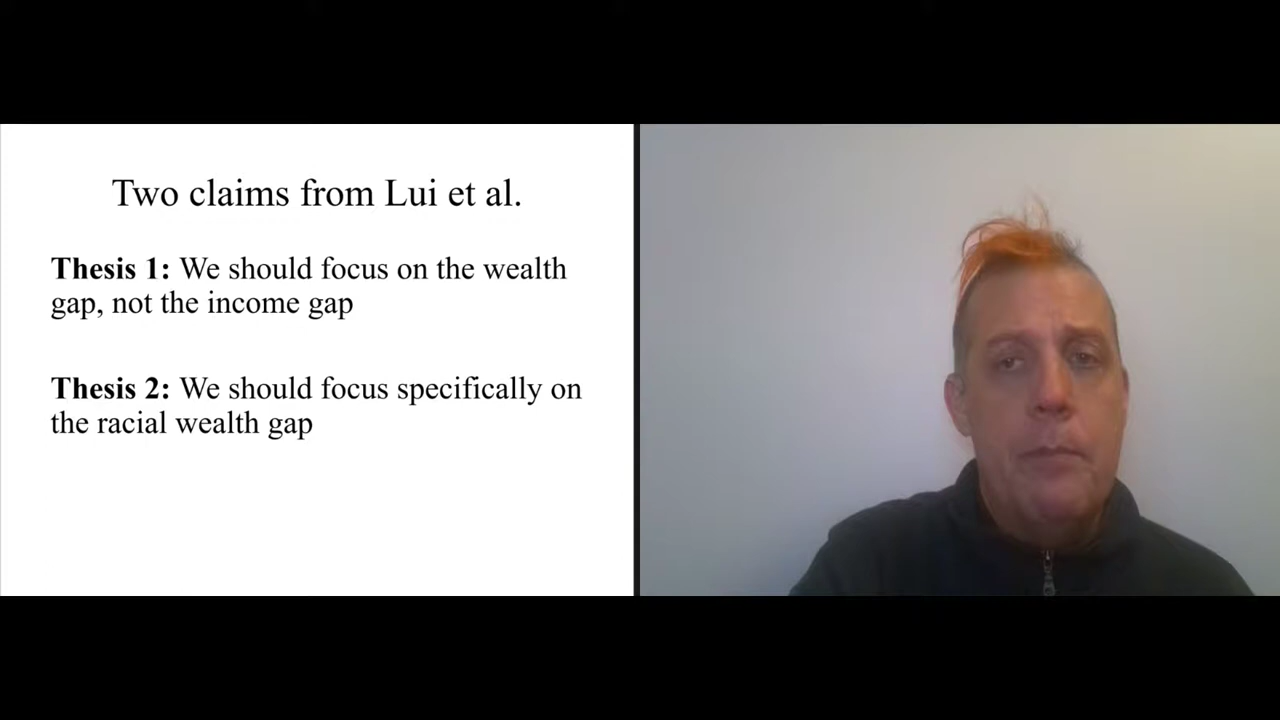 Two claims from Lui et al.
Thesis 1: We should focus on the wealth
gap, not the income gap
Thesis 2: We should focus specifically on
the racial wealth gap